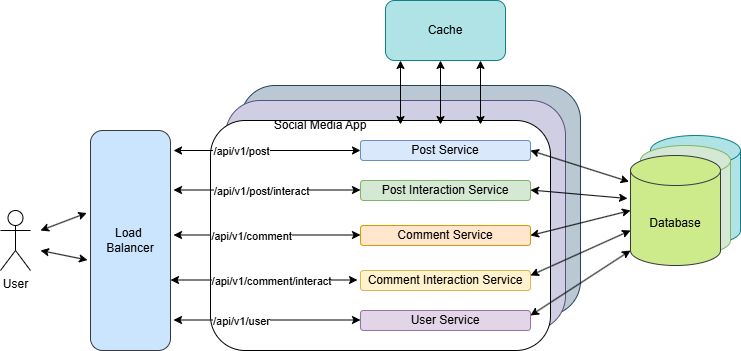 Cache
Social Media App
/api/v1/post
Post Service
/api/v1/post/interact
Post Interaction Service
/api/v1/comment
Comment Service
/api/v1/comment/interact
Comment Interaction Service
/api/v1/user
User Service
Load
Balancer
User
Database